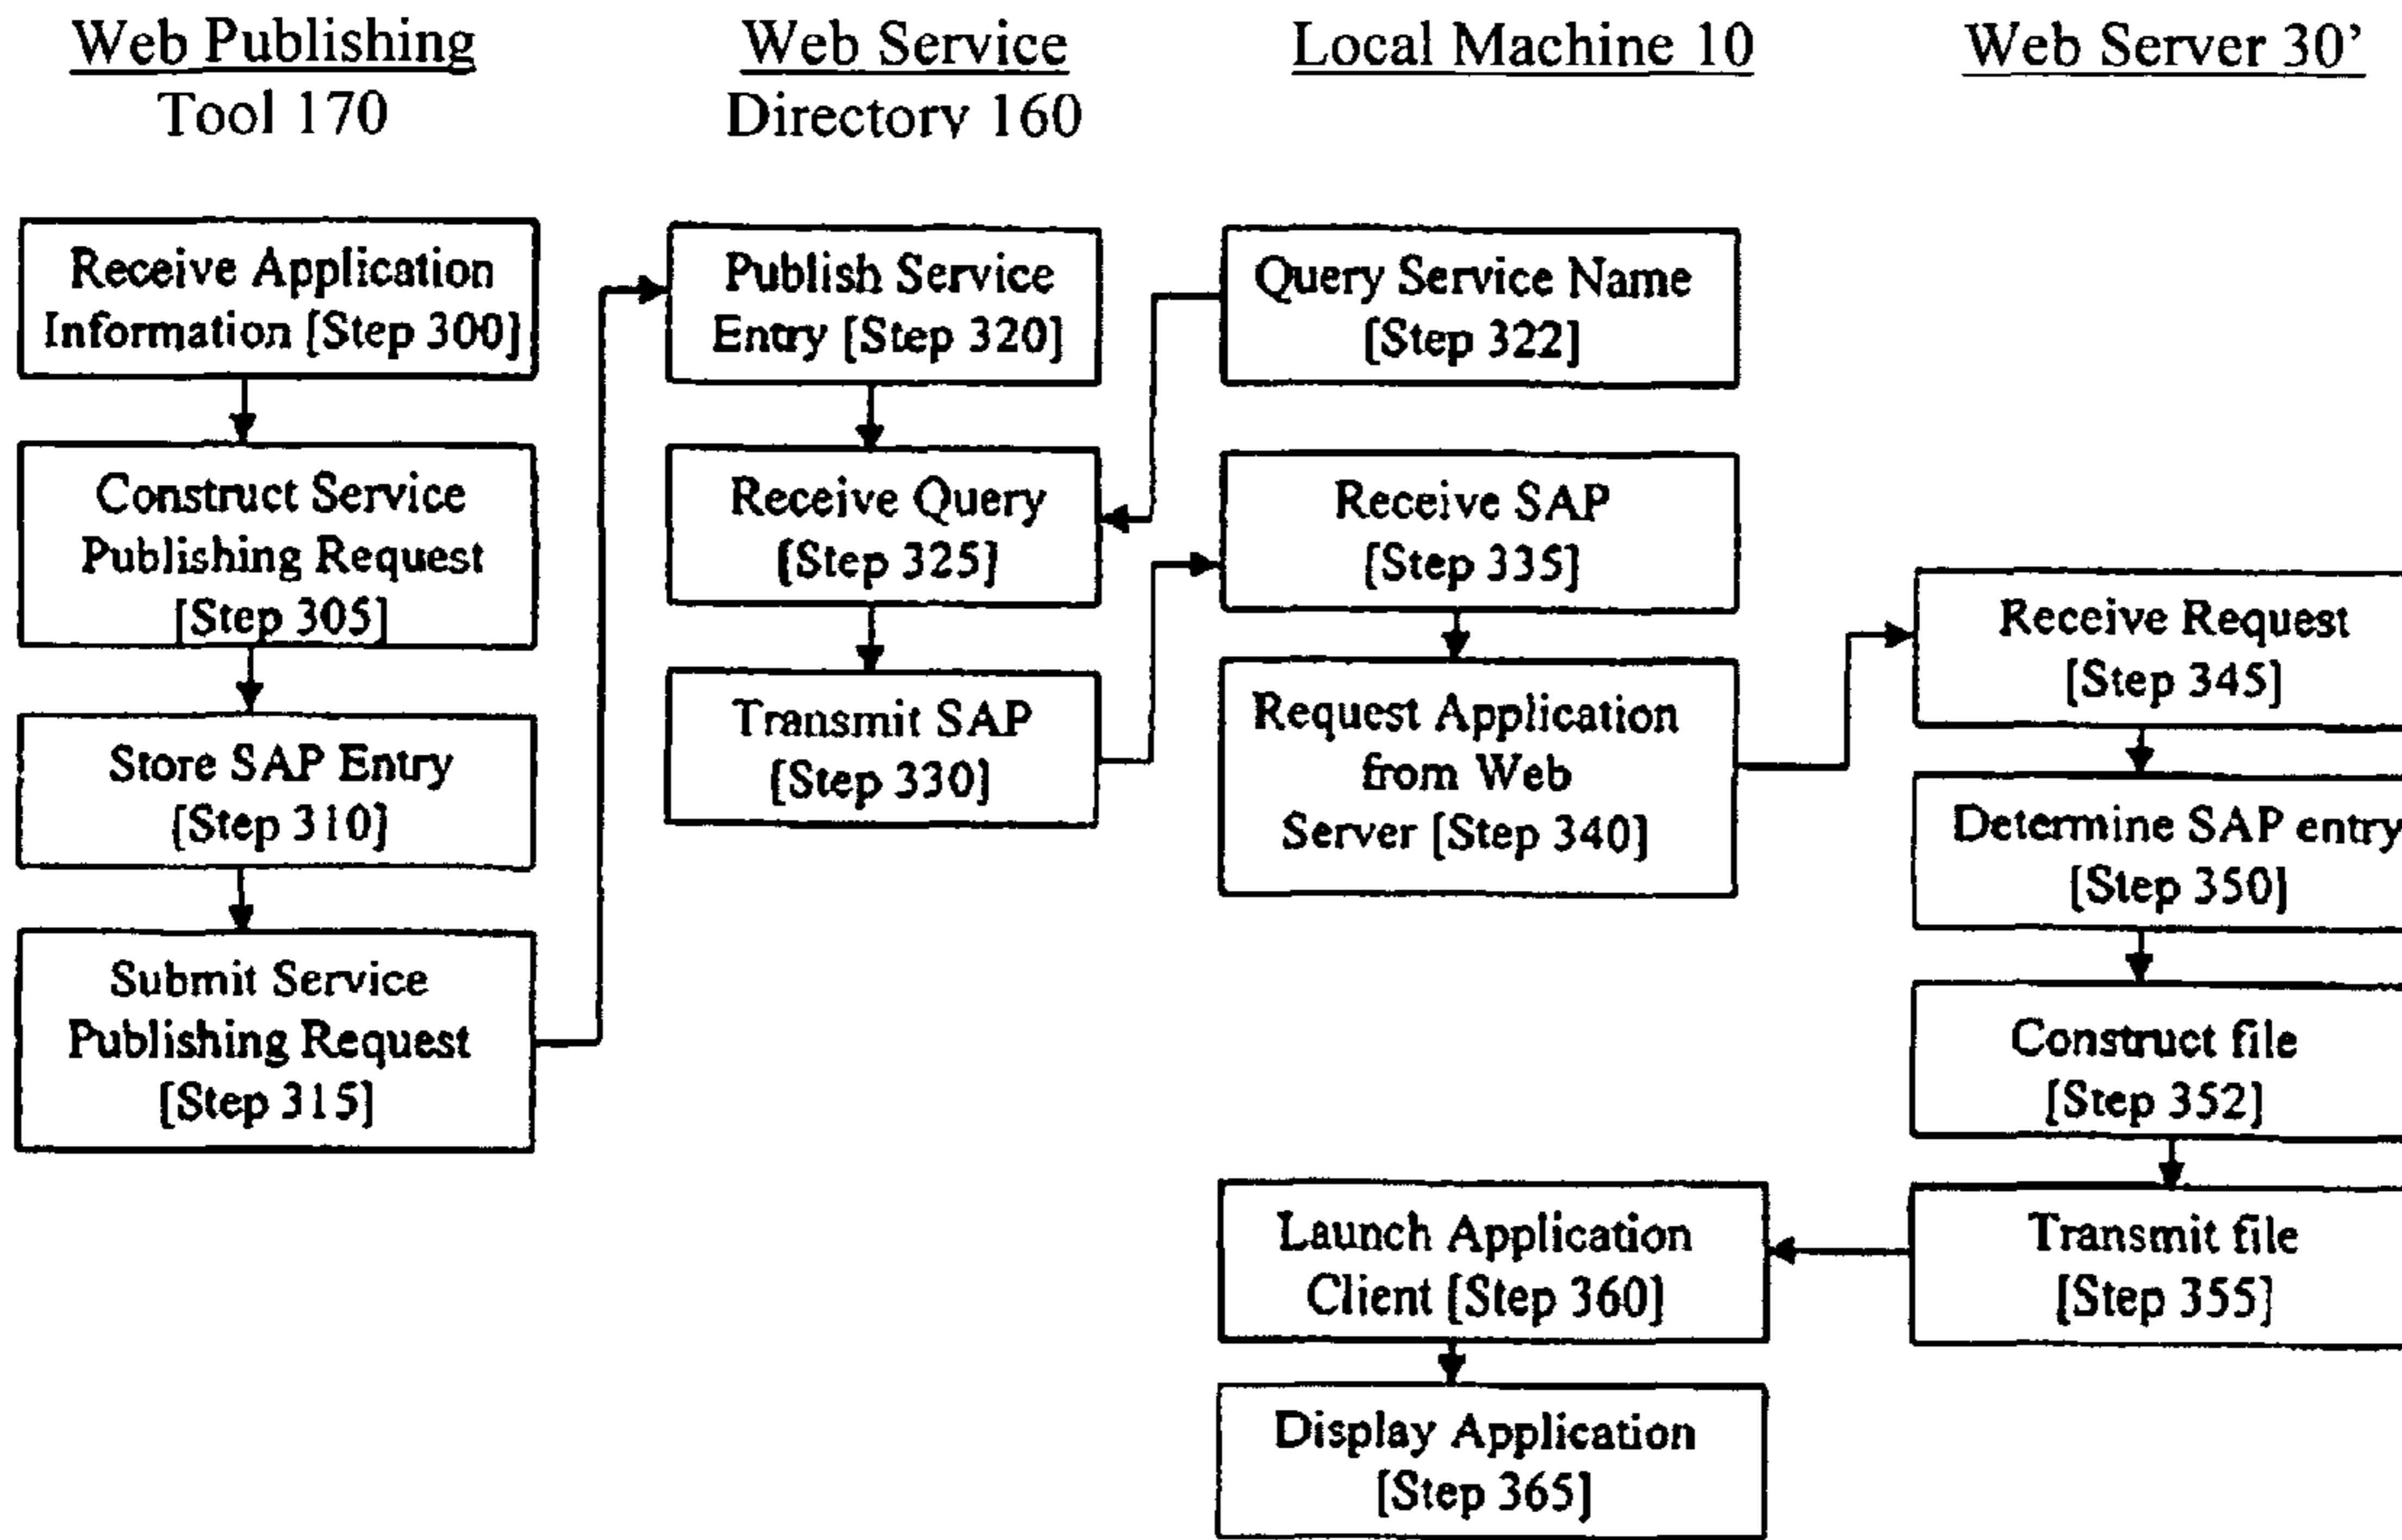 Web Publishing
Tool 170
Web Service
Directory 160
Local Machine 10
Web Server 30’
Receive Application
Information [Step 300]
Construct Service
Publishing Request
[Step 305]
Store SAP Entry
[Step 310]
Submit Service
Publishing Request
[Step 315]
Publish Service
Entry [Step 320]
Receive Query
[Step 325]
Transmit SAP
[Step 330]
Query Service Name
[Step 322]
Receive SAP
[Step 335]
Request Application
from Web
Server [Step 340]
Receive Request
[Step 345]
Determine SAP entry
[Step 350]
Construct file
[Step 352]
Transmit file
[Step 355]
Launch Application
Client [Step 360]
Display Application
[Step 365]